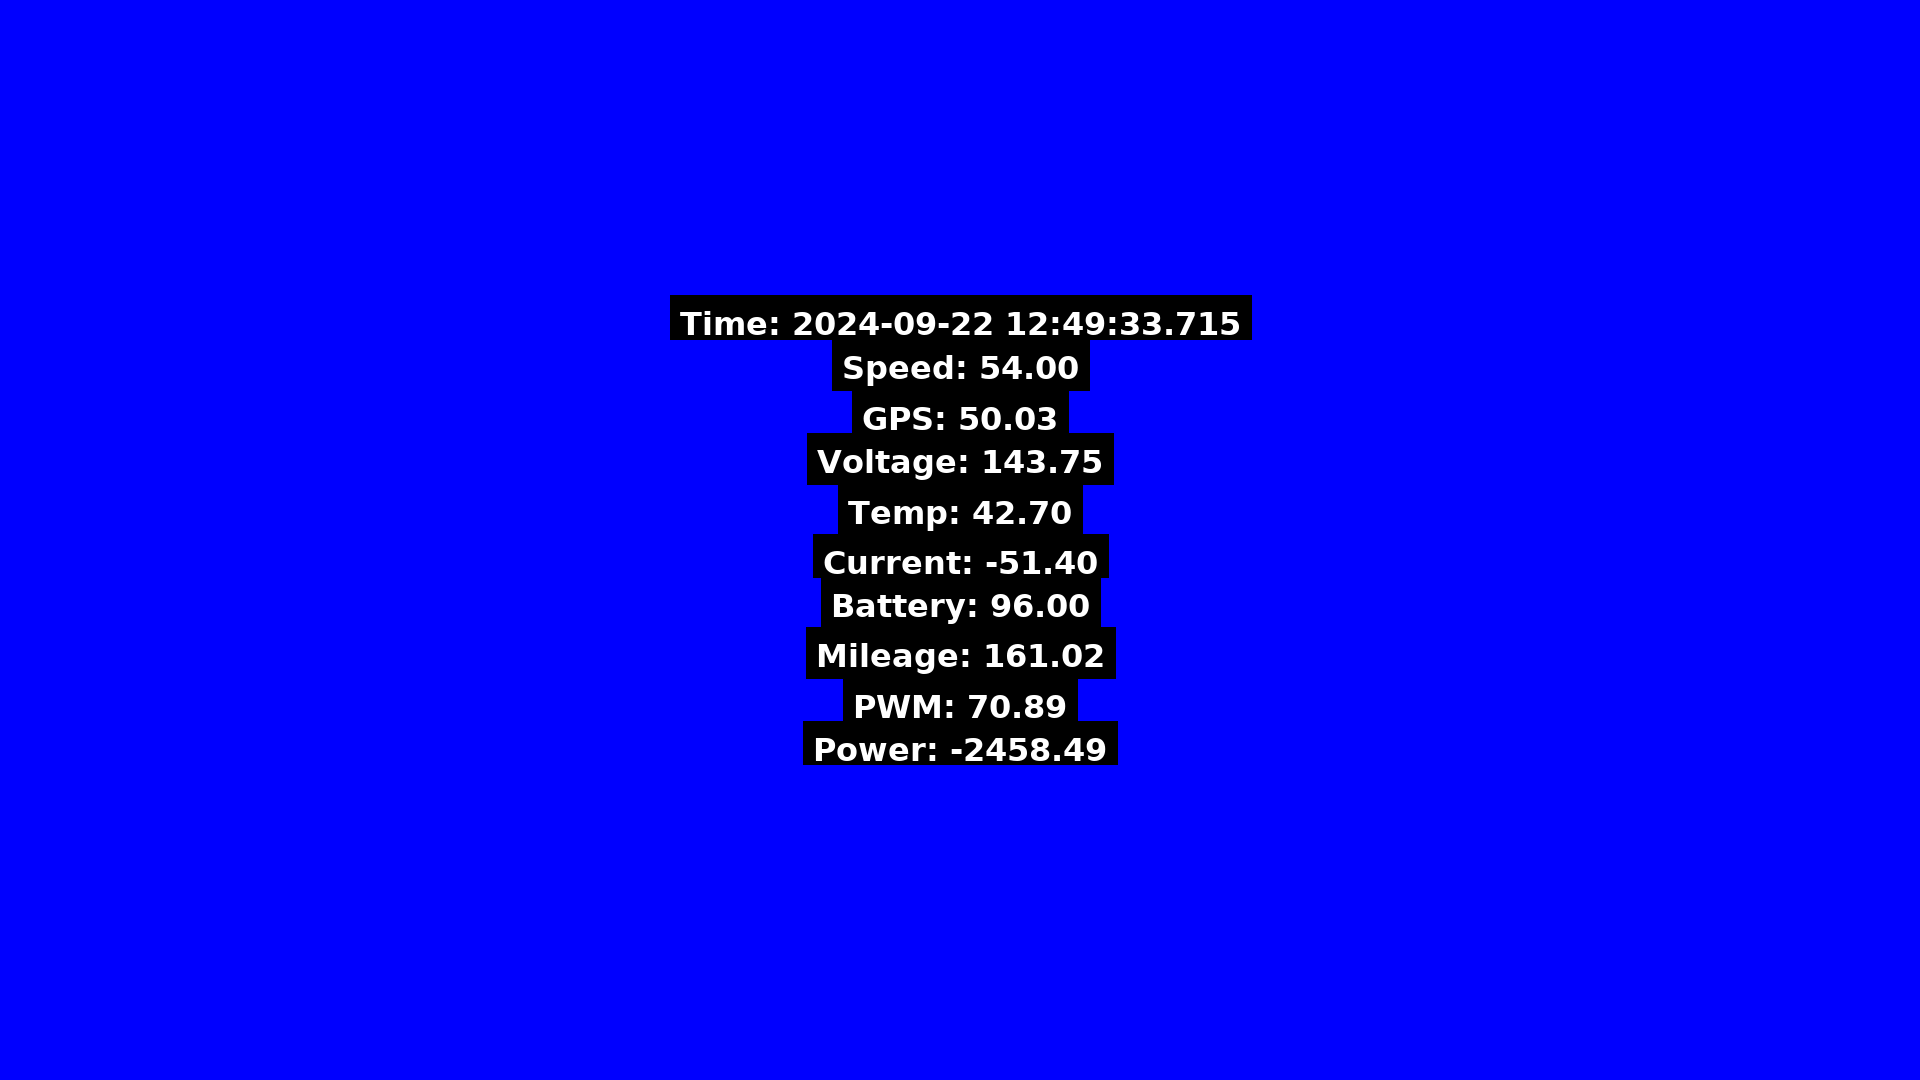 Time: 2024-09-22 12:49:33.715
Speed: 54.00
GPS: 50.03
Voltage: 143.75
Temp: 42.70
Current: -51.40
Battery: 96.00
Mileage: 161.02
PWM: 70.89
Power: -2458.49